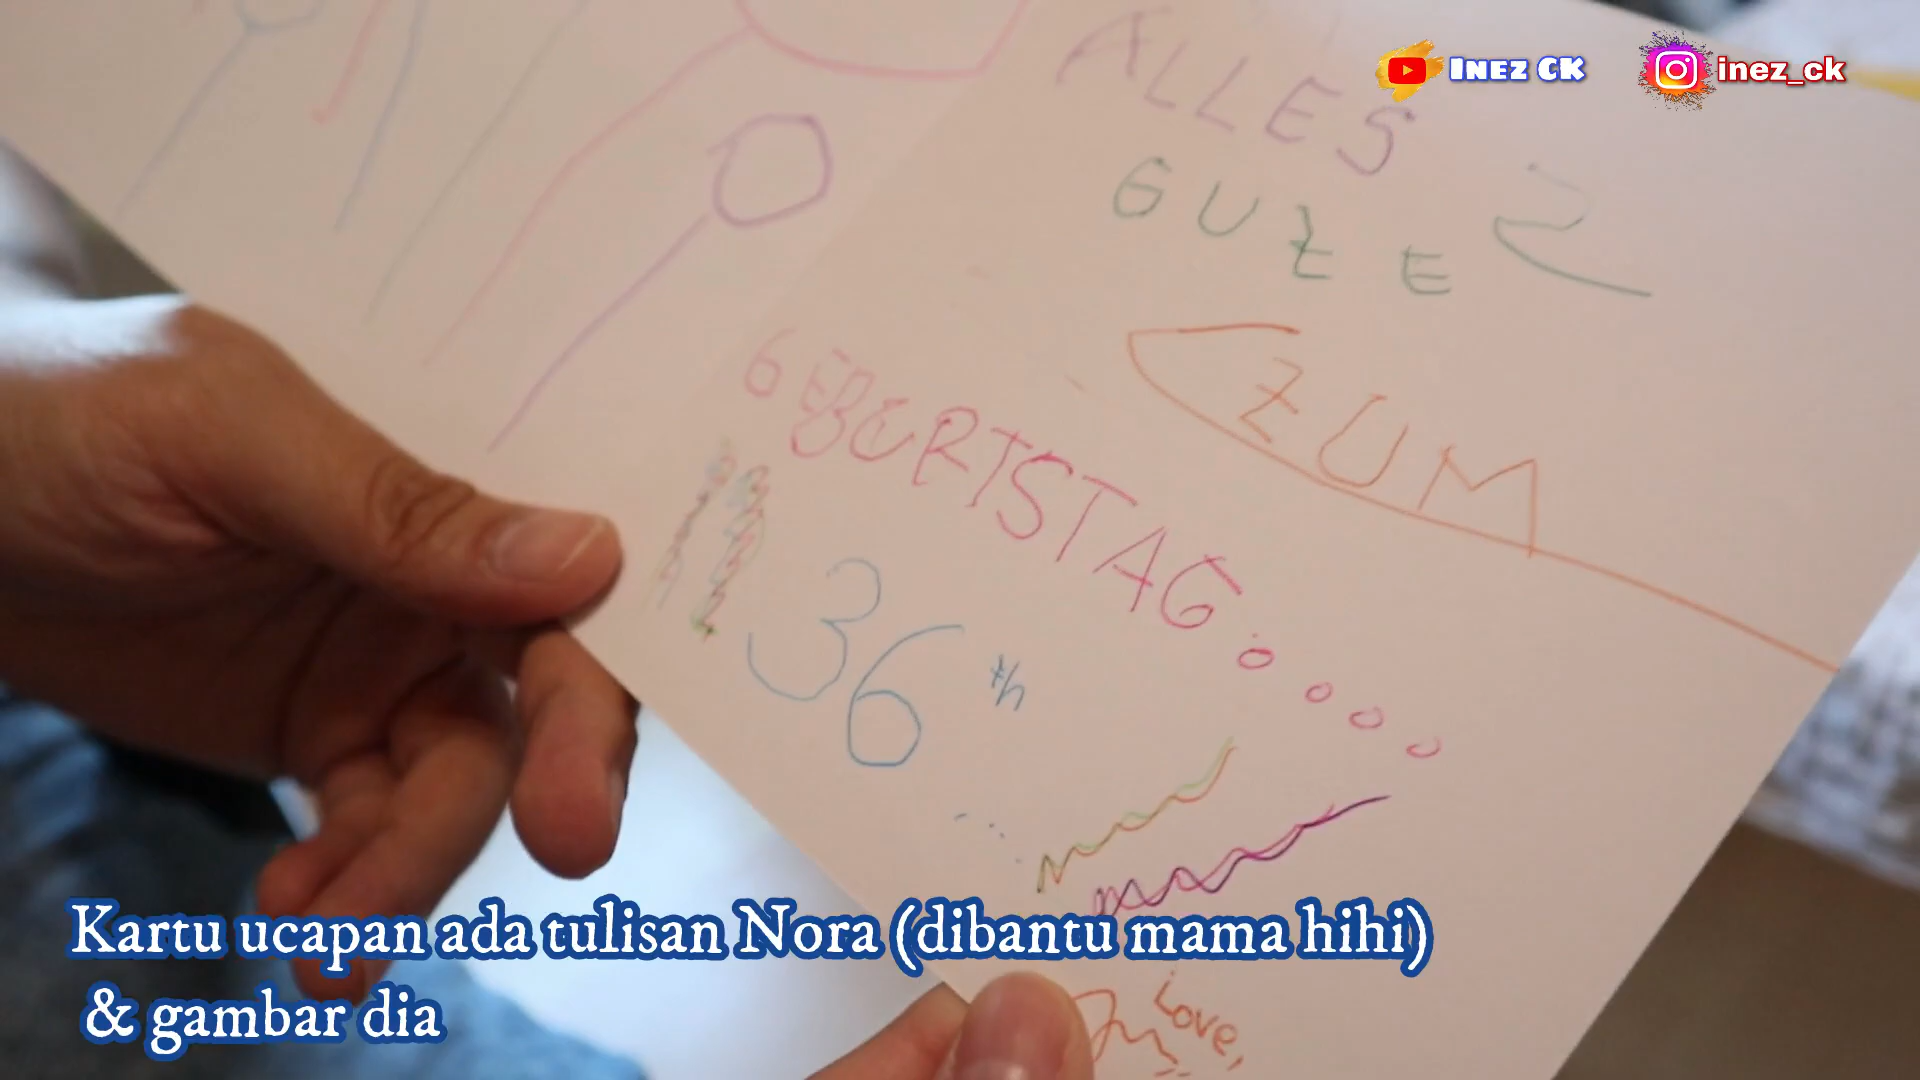 Inez CK
inez_ck
ALLES
GUTE
ZUM
GEBURTSTAG
36th
Love,
Kartu ucapan ada tulisan Nora (dibantu mama hihi)
& gambar dia